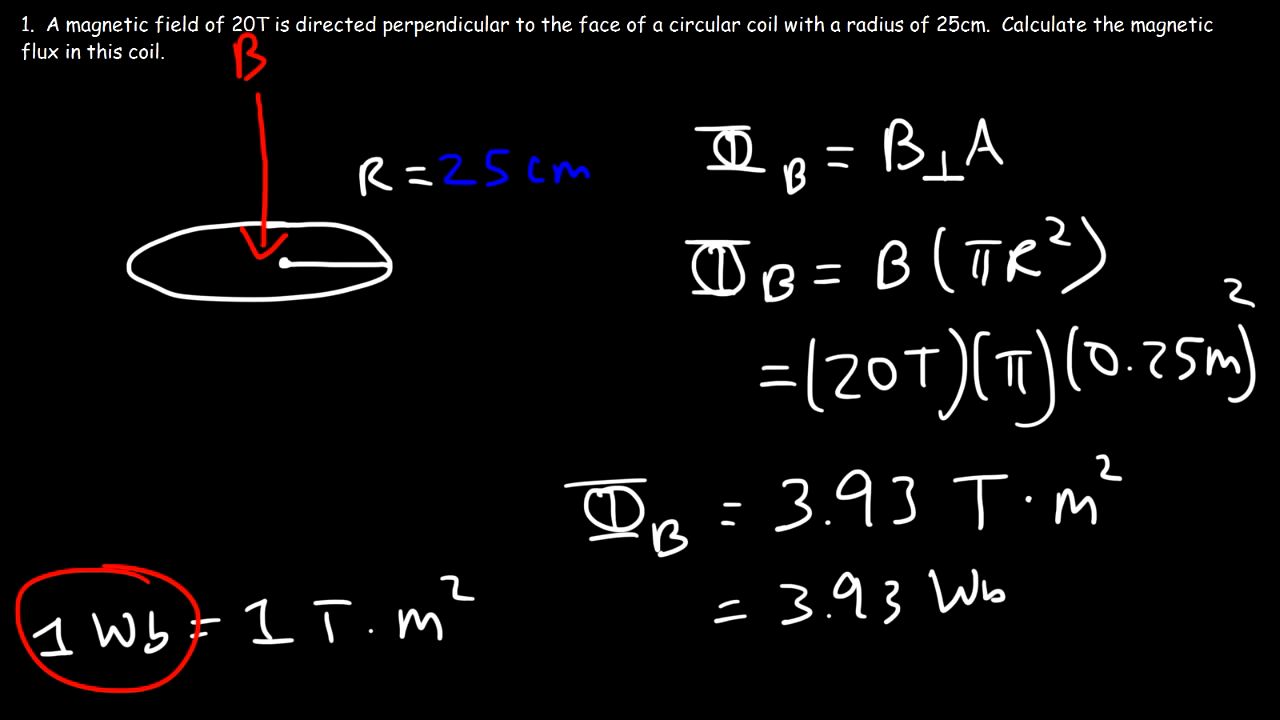 1. A magnetic field of 20T is directed perpendicular to the face of a circular coil with a radius of 25cm. Calculate the magnetic
flux in this coil.
B
R = 25 cm
Φ_B = B⊥A
Φ_B = B(πR²)
= (20T)(π)(0.25m)²
Φ_B = 3.93 T·m²
= 3.93 Wb
1 Wb = 1 T·m²